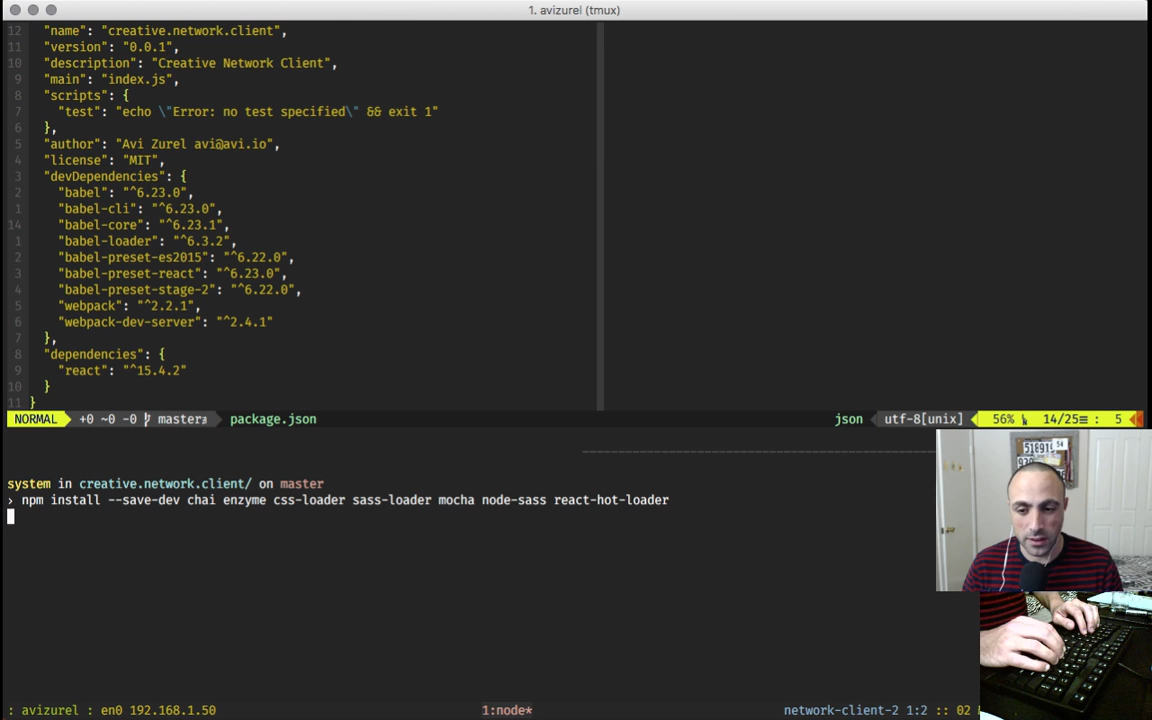 1. avizurel (tmux)
12 "name": "creative.network.client",
11 "version": "0.0.1",
10 "description": "Creative Network Client",
9 "main": "index.js",
8 "scripts": {
7 "test": "echo \"Error: no test specified\" && exit 1"
6 },
5 "author": "Avi Zurel avi@avi.io",
4 "license": "MIT",
3 "devDependencies": {
2 "babel": "^6.23.0",
1 "babel-cli": "^6.23.0",
14 "babel-core": "^6.23.1",
1 "babel-loader": "^6.3.2",
2 "babel-preset-es2015": "^6.22.0",
3 "babel-preset-react": "^6.23.0",
4 "babel-preset-stage-2": "^6.22.0",
5 "webpack": "^2.2.1",
6 "webpack-dev-server": "^2.4.1"
7 },
8 "dependencies": {
9 "react": "^15.4.2"
10 }
11 }
NORMAL +0 ~0 -0 master package.json json utf-8[unix] 56% 14/25 : 5
system in creative.network.client/ on master
› npm install --save-dev chai enzyme css-loader sass-loader mocha node-sass react-hot-loader
518919
54
: avizurel : en0 192.168.1.50 1:node* network-client-2 1:2 :: 02